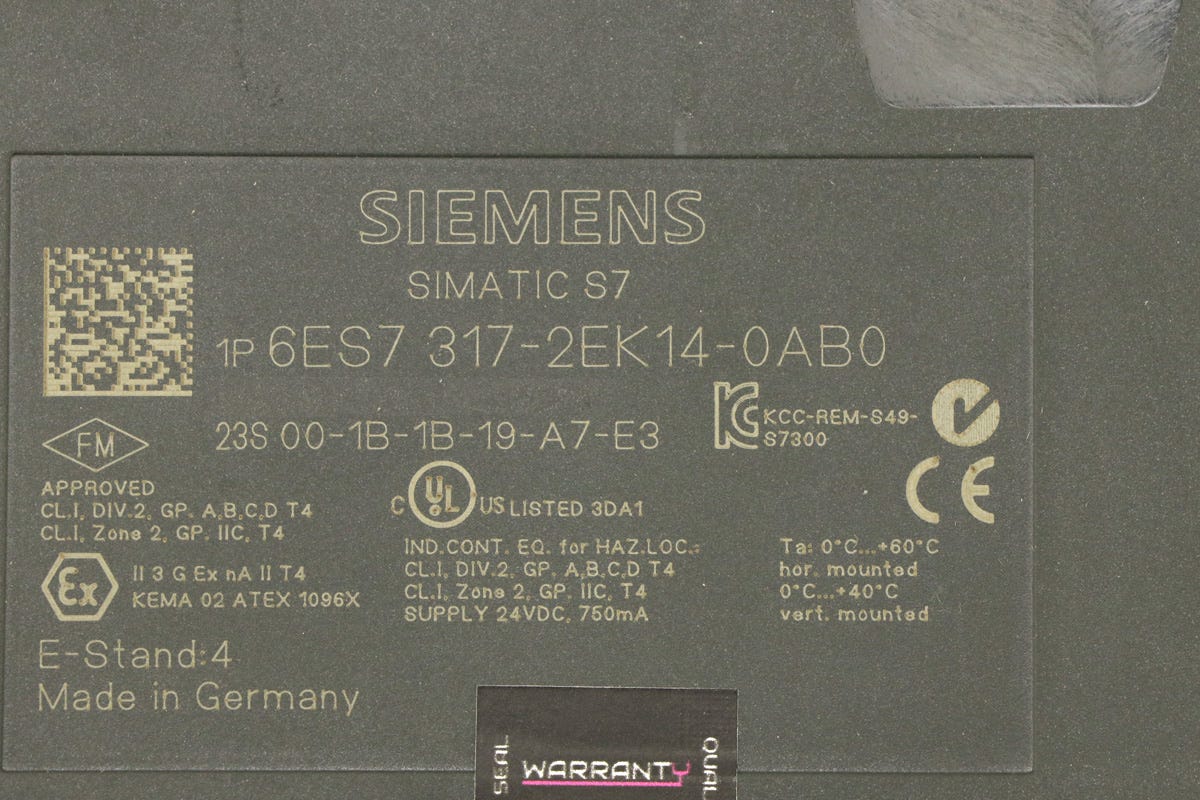 SIEMENS
SIMATIC S7
1P 6ES7 317-2EK14-0AB0
23S 00-1B-1B-19-A7-E3
KCC-REM-S49-
S7300
FM
APPROVED
CL.I, DIV.2, GP. A,B,C,D T4
CL.I, Zone 2, GP. IIC, T4
Ex
II 3 G Ex nA II T4
KEMA 02 ATEX 1096X
C UL US LISTED 3DA1
IND.CONT. EQ. for HAZ.LOC.:
CL.I, DIV.2, GP. A,B,C,D T4
CL.I, Zone 2, GP. IIC, T4
SUPPLY 24VDC, 750mA
CE
Ta: 0°C...+60°C
hor. mounted
0°C...+40°C
vert. mounted
E-Stand:4
Made in Germany
SEAL
WARRANTY
QUAL